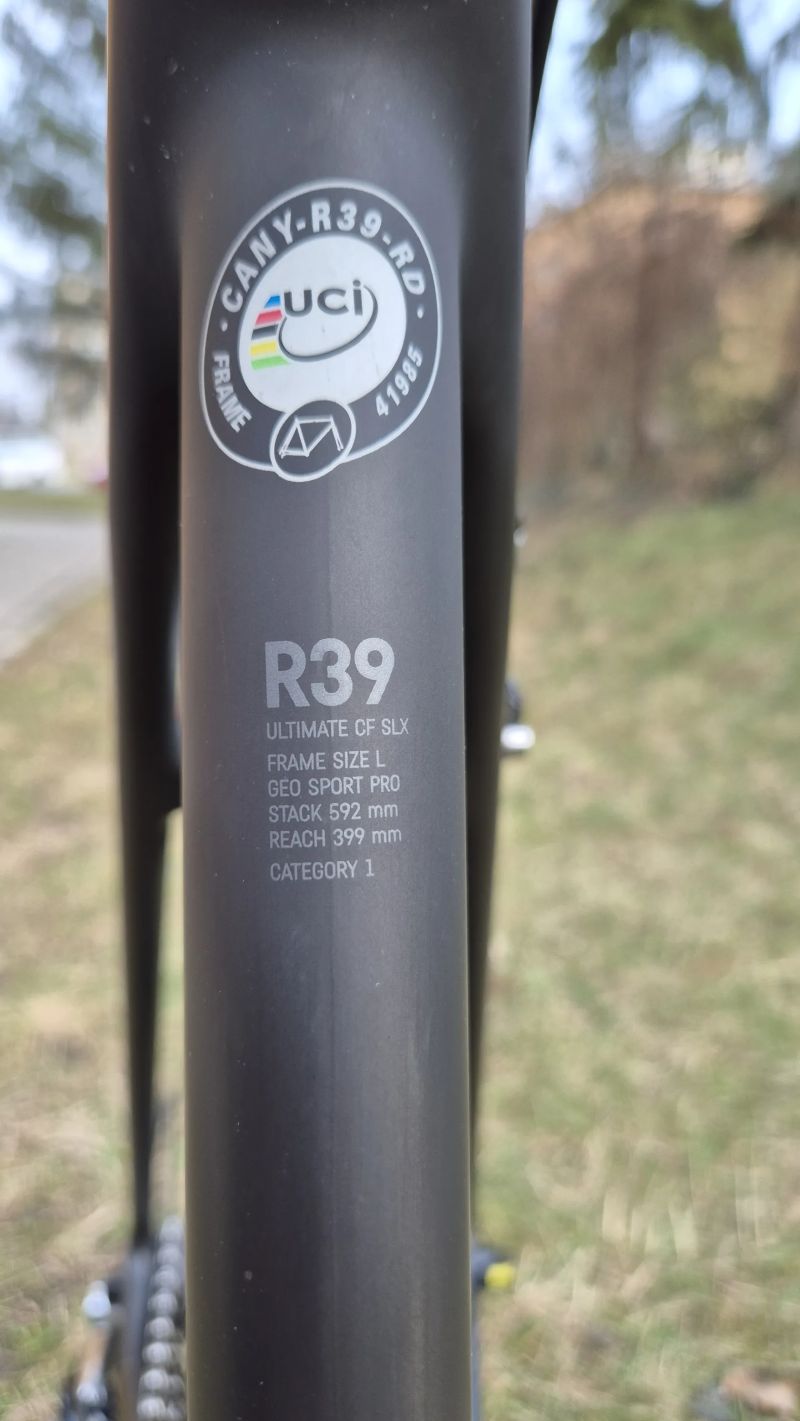 · CANY-R39-RD ·
UCi
FRAME
41985
R39
ULTIMATE CF SLX
FRAME SIZE L
GEO SPORT PRO
STACK 592 mm
REACH 399 mm
CATEGORY 1